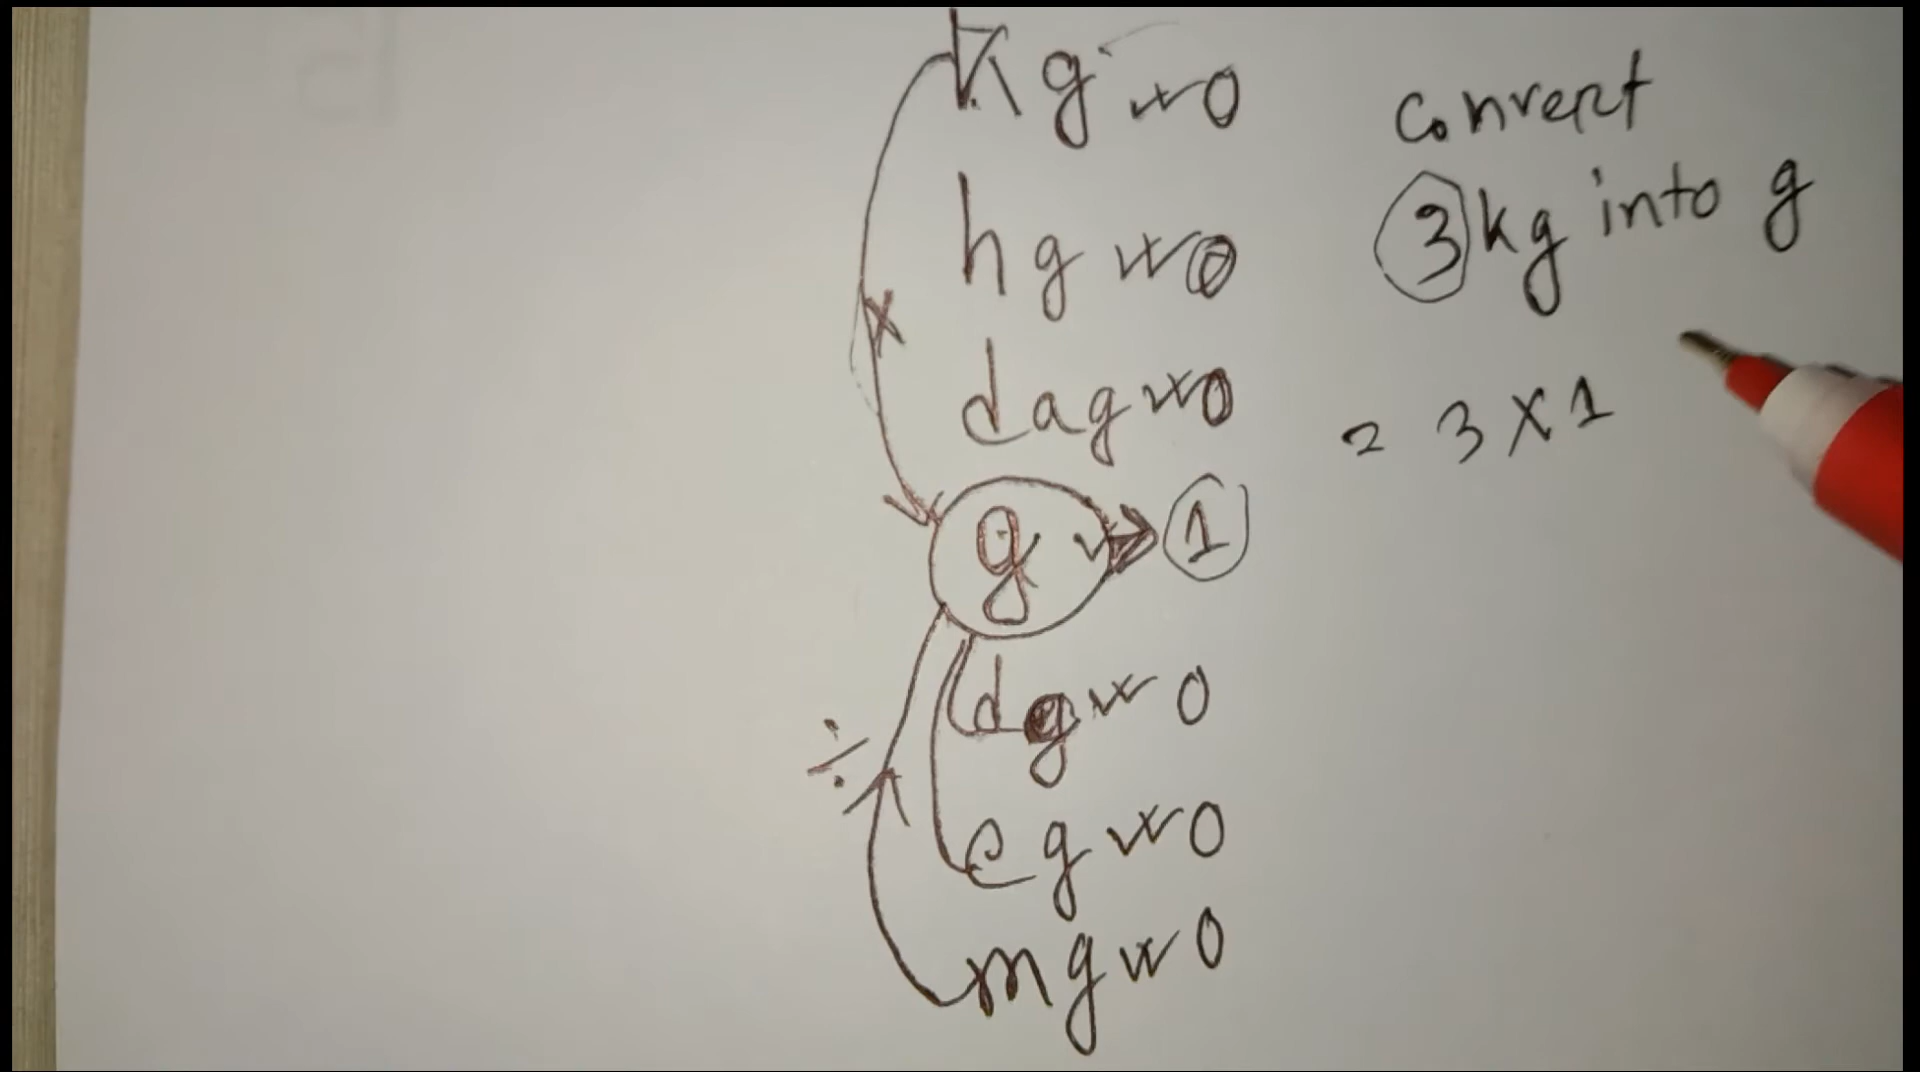 kg 0
hg 0
dag 0
g 1
dg 0
cg 0
mg 0
×
÷
Convert
3 kg into g
= 3 × 1